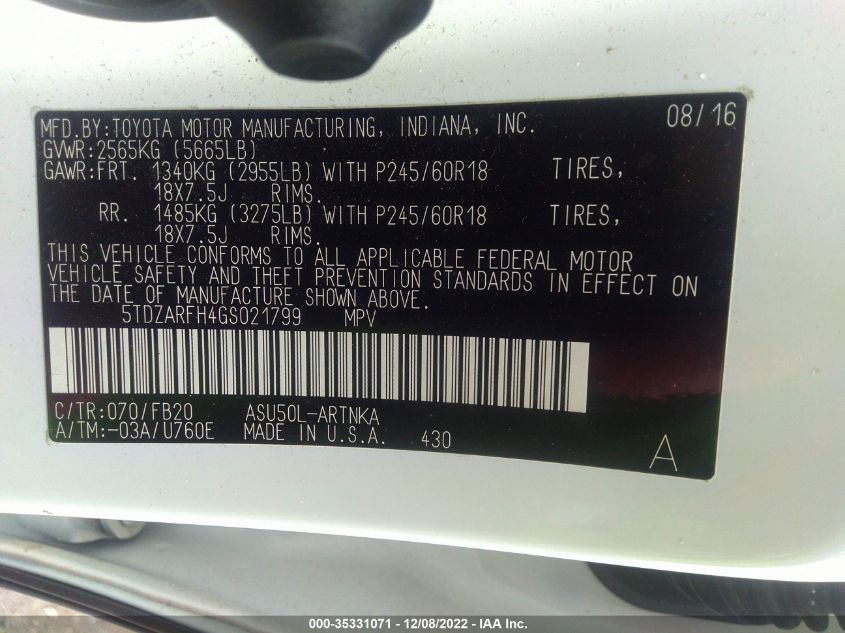 MFD.BY:TOYOTA MOTOR MANUFACTURING, INDIANA, INC. 08/16
GVWR:2565KG (5665LB)
GAWR:FRT. 1340KG (2955LB) WITH P245/60R18 TIRES,
18X7.5J RIMS.
RR. 1485KG (3275LB) WITH P245/60R18 TIRES,
18X7.5J RIMS.
THIS VEHICLE CONFORMS TO ALL APPLICABLE FEDERAL MOTOR
VEHICLE SAFETY AND THEFT PREVENTION STANDARDS IN EFFECT ON
THE DATE OF MANUFACTURE SHOWN ABOVE.
5TDZARFH4GS021799 MPV
C/TR:070/FB20 ASU50L-ARTNKA
A/TM:-03A/U760E MADE IN U.S.A. 430
A
000-35331071 - 12/08/2022 - IAA Inc.